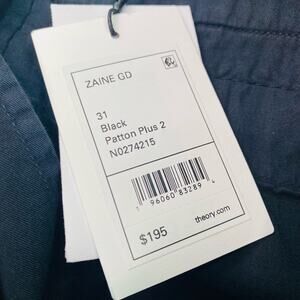 ZAINE GD
31
Black
Patton Plus 2
N0274215
1 96060 83289 4
$195
theory.com